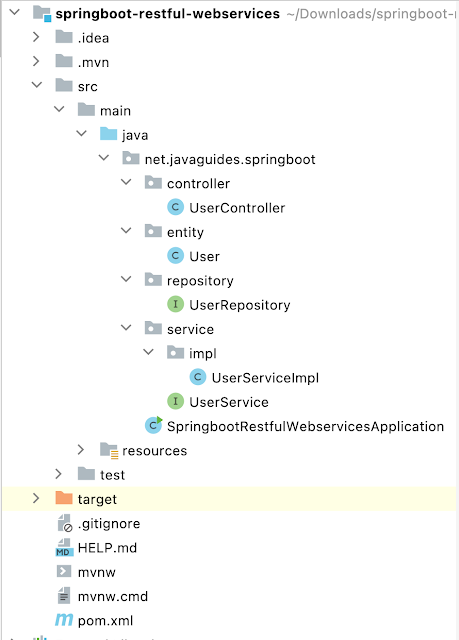 springboot-restful-webservices ~/Downloads/springboot-r
.idea
.mvn
src
main
java
net.javaguides.springboot
controller
C UserController
entity
C User
repository
I UserRepository
service
impl
C UserServiceImpl
I UserService
C SpringbootRestfulWebservicesApplication
resources
test
target
.gitignore
MD HELP.md
mvnw
mvnw.cmd
m pom.xml